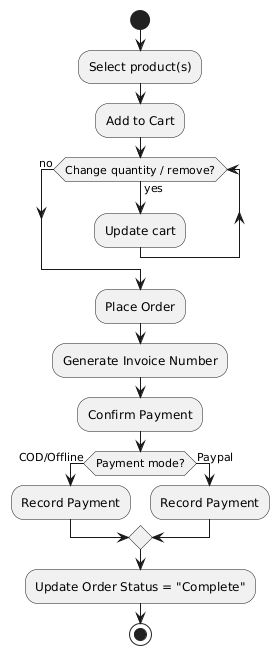 Select product(s)
Add to Cart
no
Change quantity / remove?
yes
Update cart
Place Order
Generate Invoice Number
Confirm Payment
COD/Offline
Payment mode?
Paypal
Record Payment
Record Payment
Update Order Status = "Complete"